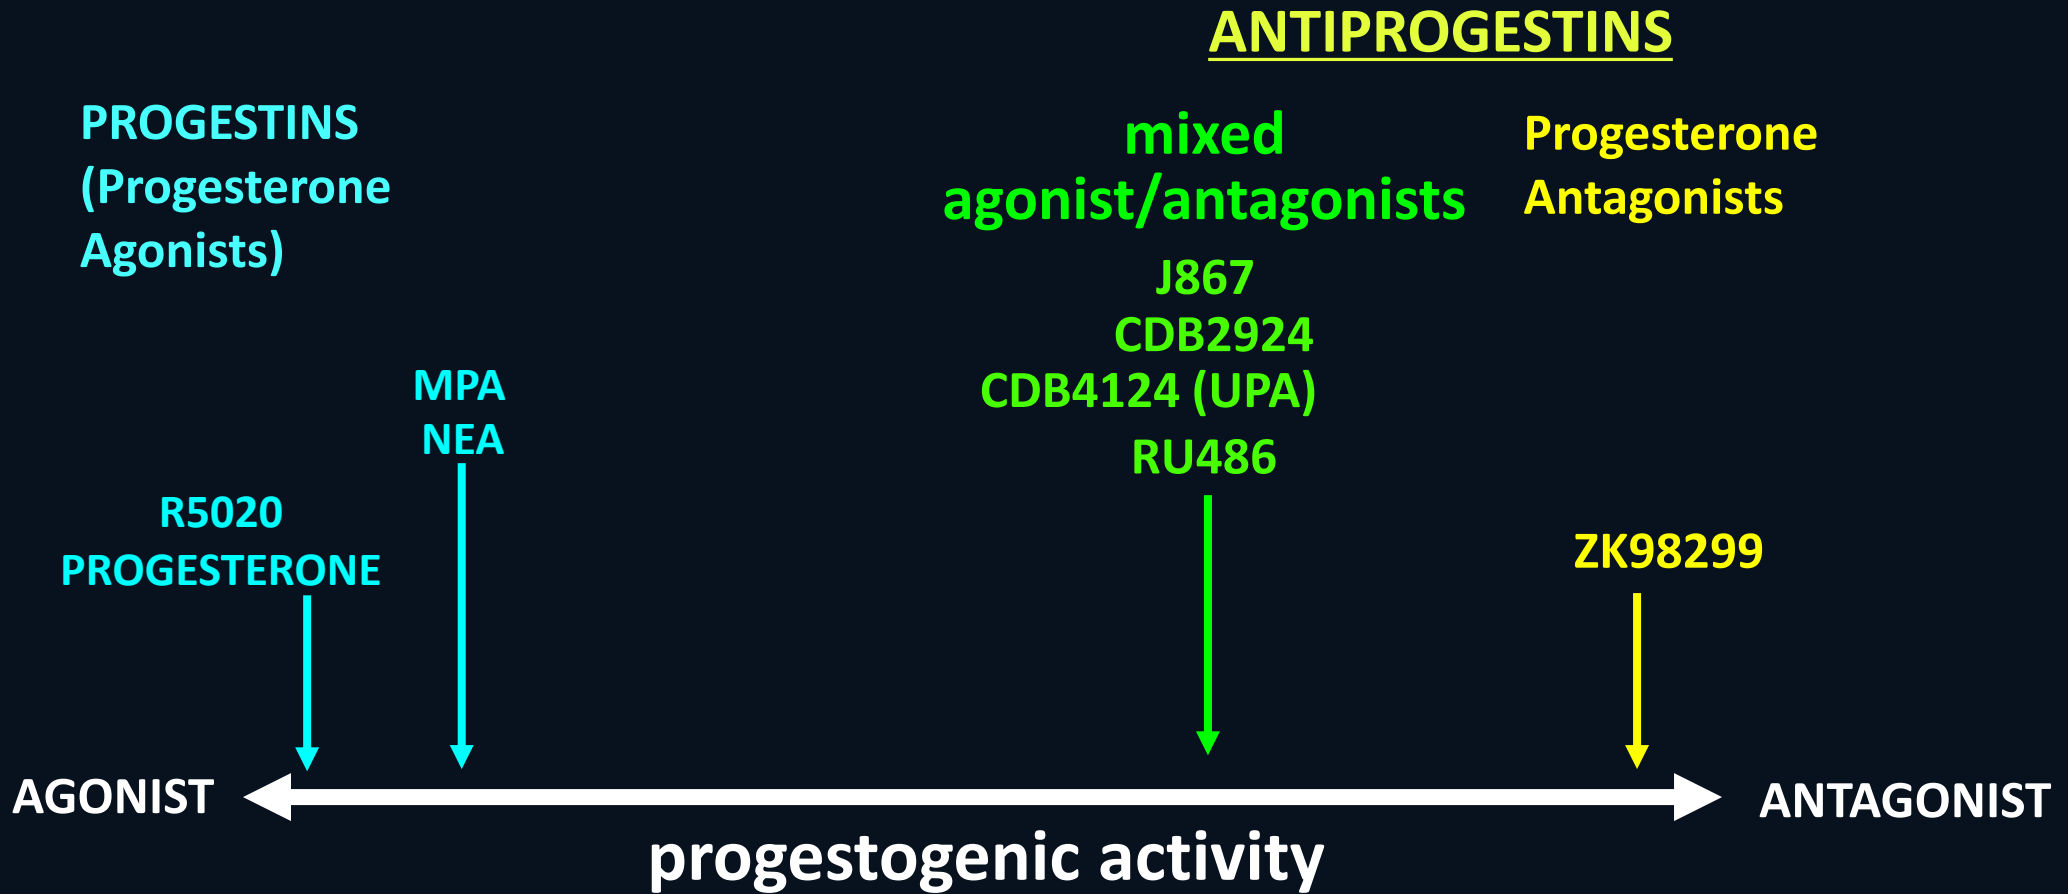 ANTIPROGESTINS
PROGESTINS
(Progesterone
Agonists)
mixed
agonist/antagonists
Progesterone
Antagonists
J867
CDB2924
CDB4124 (UPA)
RU486
MPA
NEA
R5020
PROGESTERONE
ZK98299
AGONIST
ANTAGONIST
progestogenic activity